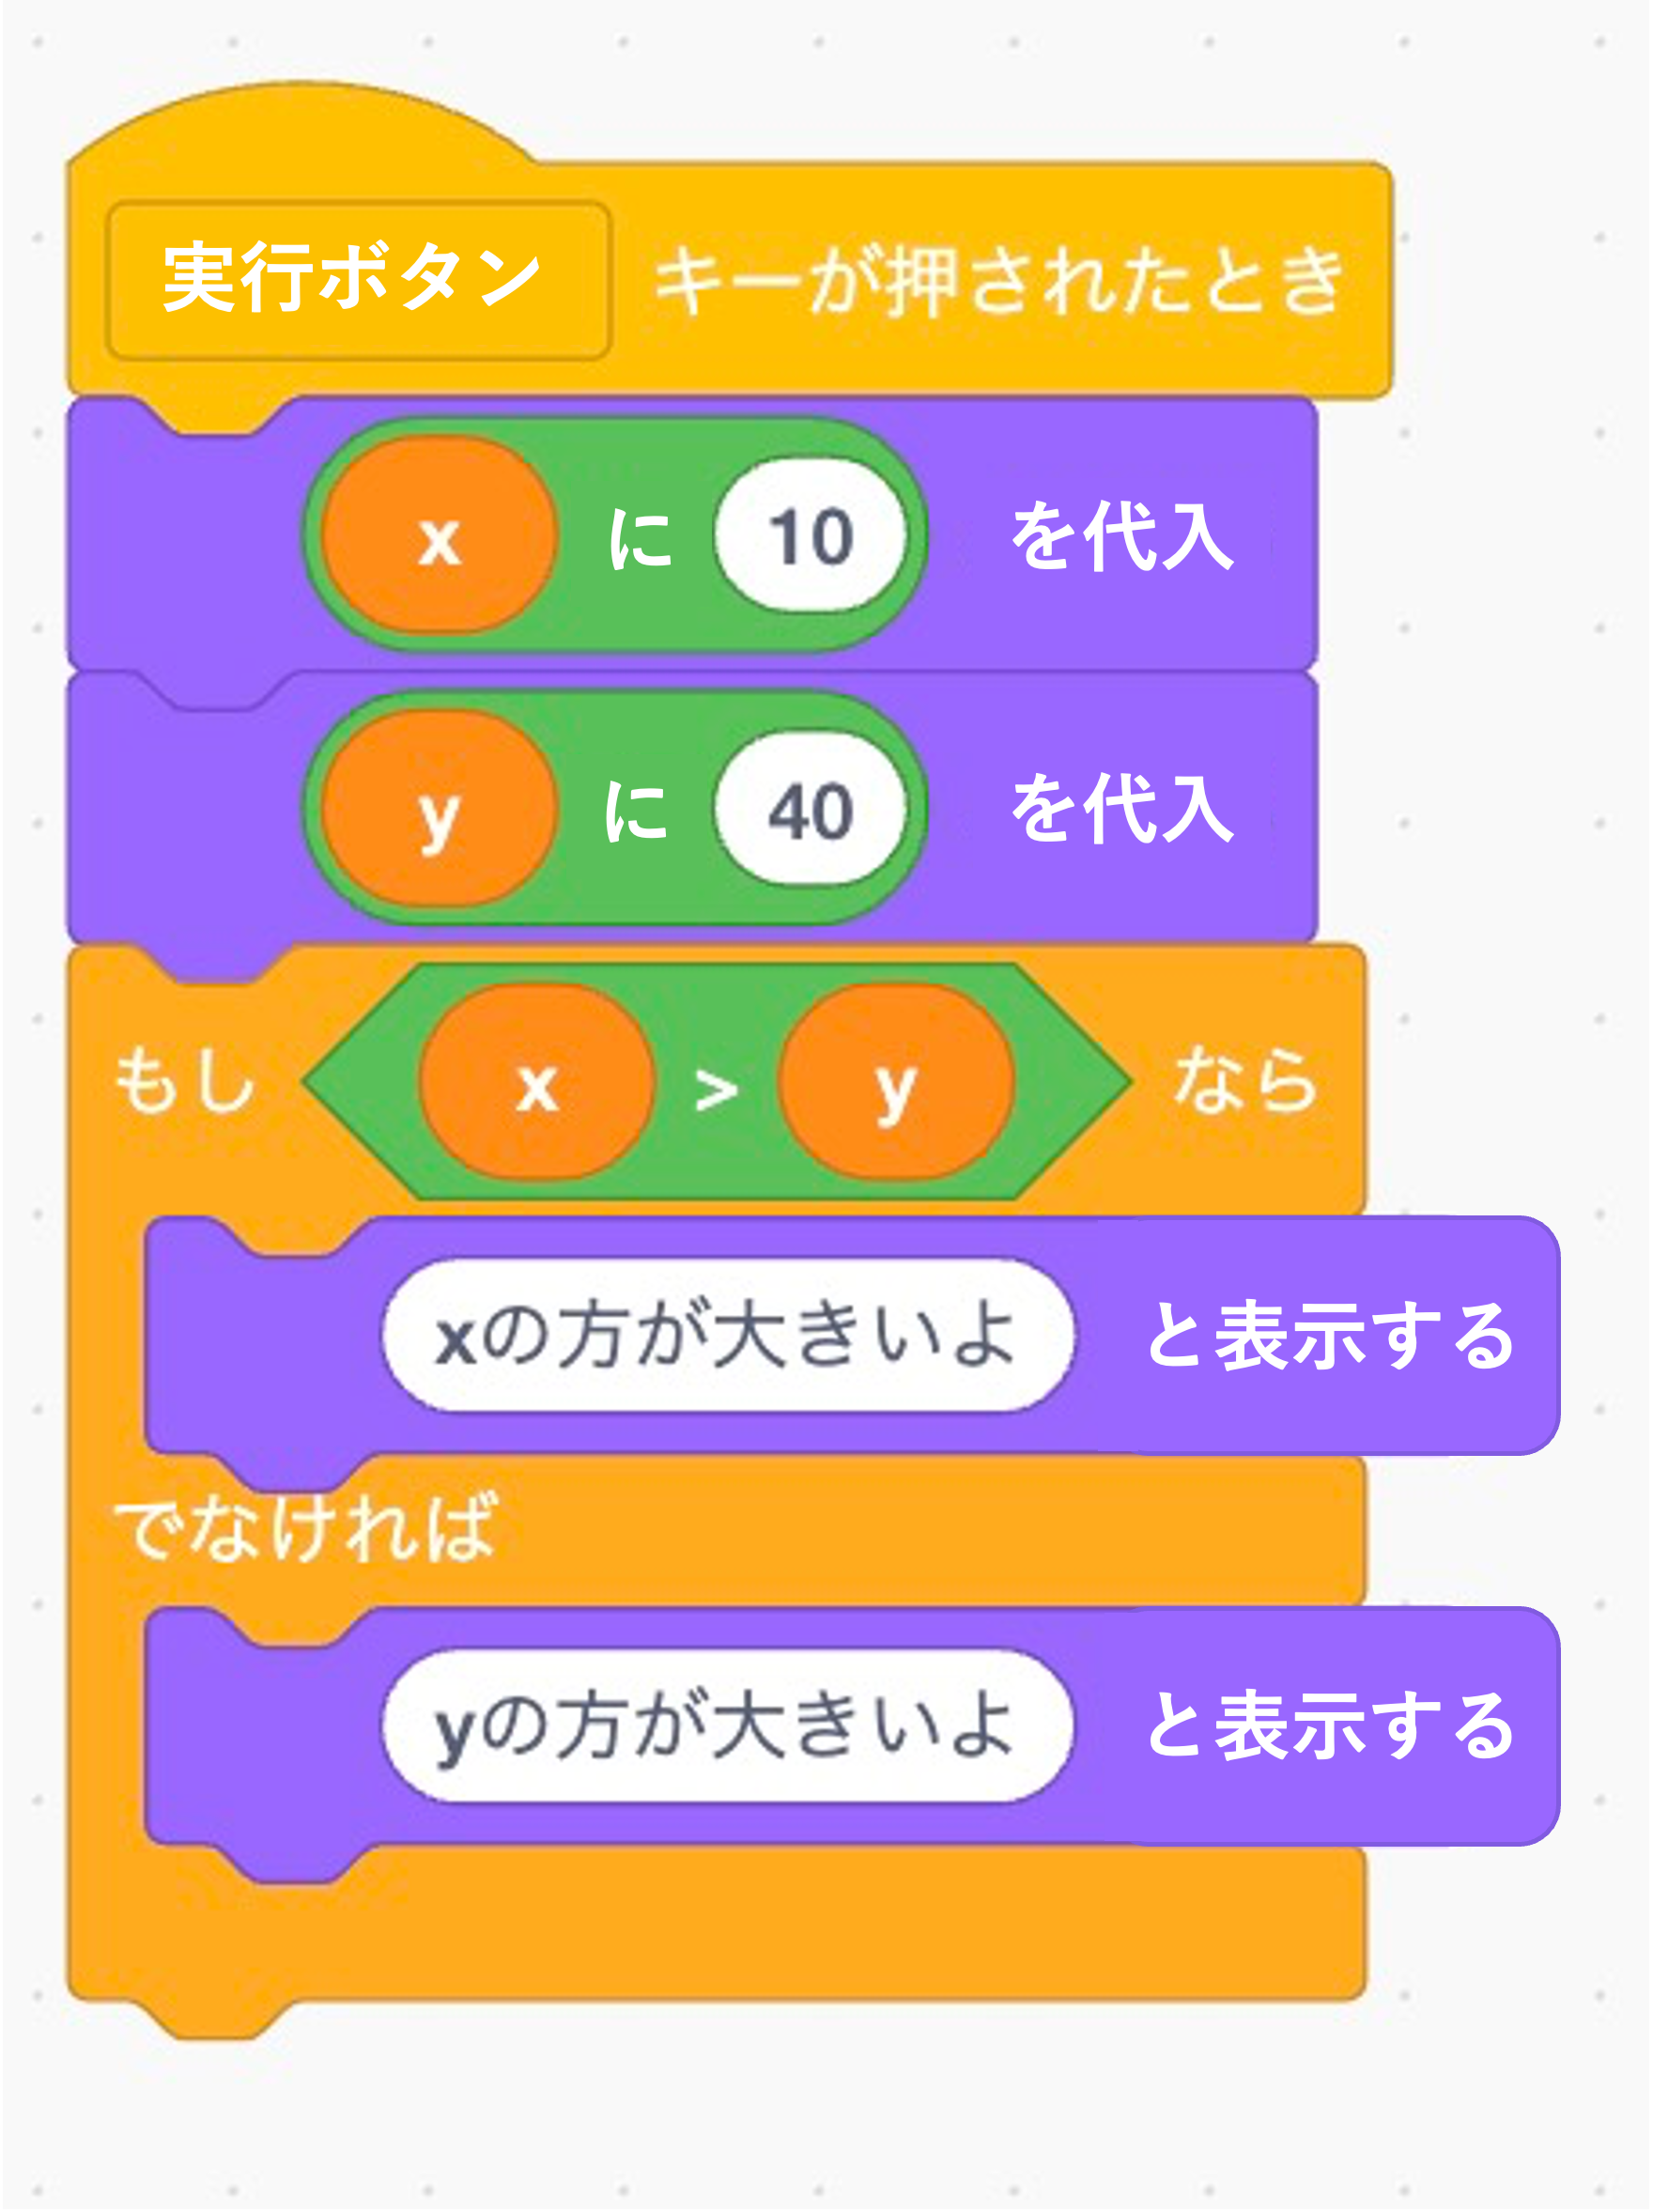 実行ボタン キーが押されたとき
x に 10 を代入
y に 40 を代入
もし x > y なら
xの方が大きいよ と表示する
でなければ
yの方が大きいよ と表示する